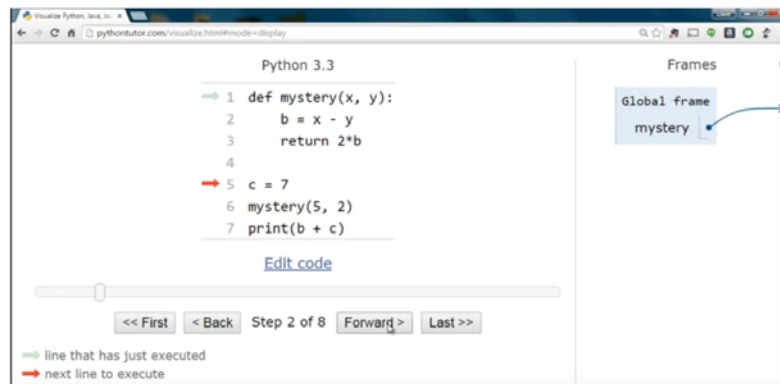 Visualize Python, Java, Ja
pythontutor.com/visualize.html#mode=display
Python 3.3
Frames
1 def mystery(x, y):
2     b = x - y
3     return 2*b
4
5 c = 7
6 mystery(5, 2)
7 print(b + c)
Global frame
mystery
Edit code
<< First
< Back
Step 2 of 8
Forward >
Last >>
line that has just executed
next line to execute